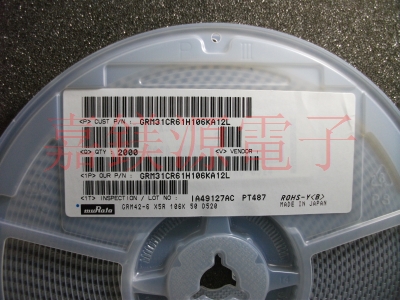 <P> CUST P/N : GRM31CR61H106KA12L
<Q> QTY : 2000 <V> VENDOR :
<1P> OUR P/N : GRM31CR61H106KA12L
<1T> INSPECTION / LOT NO : IA49127AC PT487 ROHS-Y<B>
MADE IN JAPAN
muRata GRM42-6 X5R 106K 50 D520
嘉麒源電子